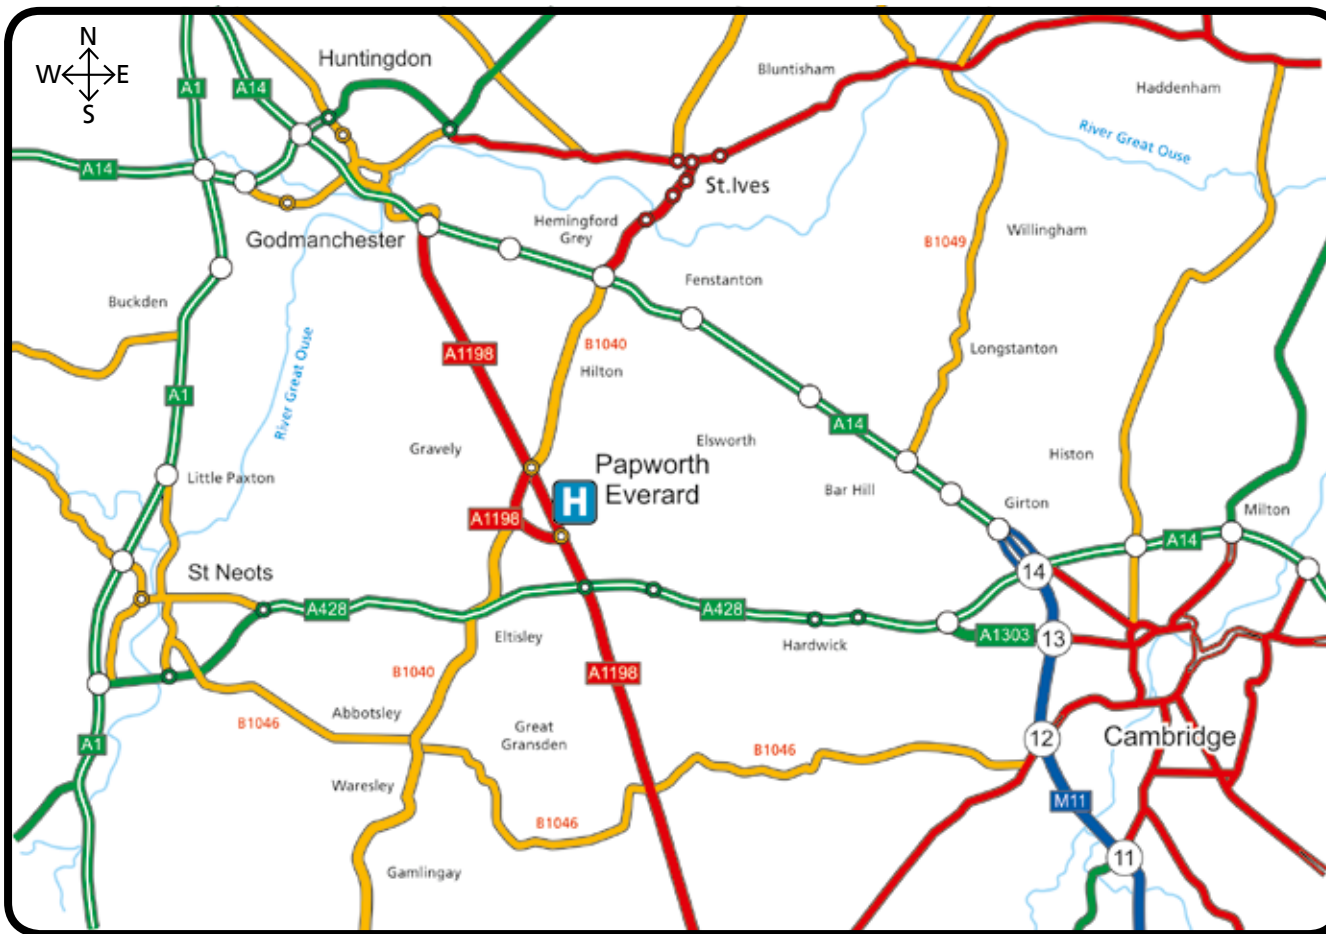 N
W E
S
Huntingdon
A1
A14
Bluntisham
Haddenham
River Great Ouse
A14
St.Ives
Hemingford
Grey
Godmanchester
B1049
Willingham
Fenstanton
Buckden
River Great Ouse
A1198
B1040
Hilton
Longstanton
A1
A14
Gravely
Elsworth
Histon
Papworth
Everard
H
Little Paxton
Bar Hill
Girton
Milton
A1198
A14
St Neots
14
A428
A428
Eltisley
Hardwick
A1303
13
B1040
A1198
Abbotsley
B1046
Great
Gransden
B1046
12
Cambridge
A1
Waresley
M11
B1046
11
Gamlingay